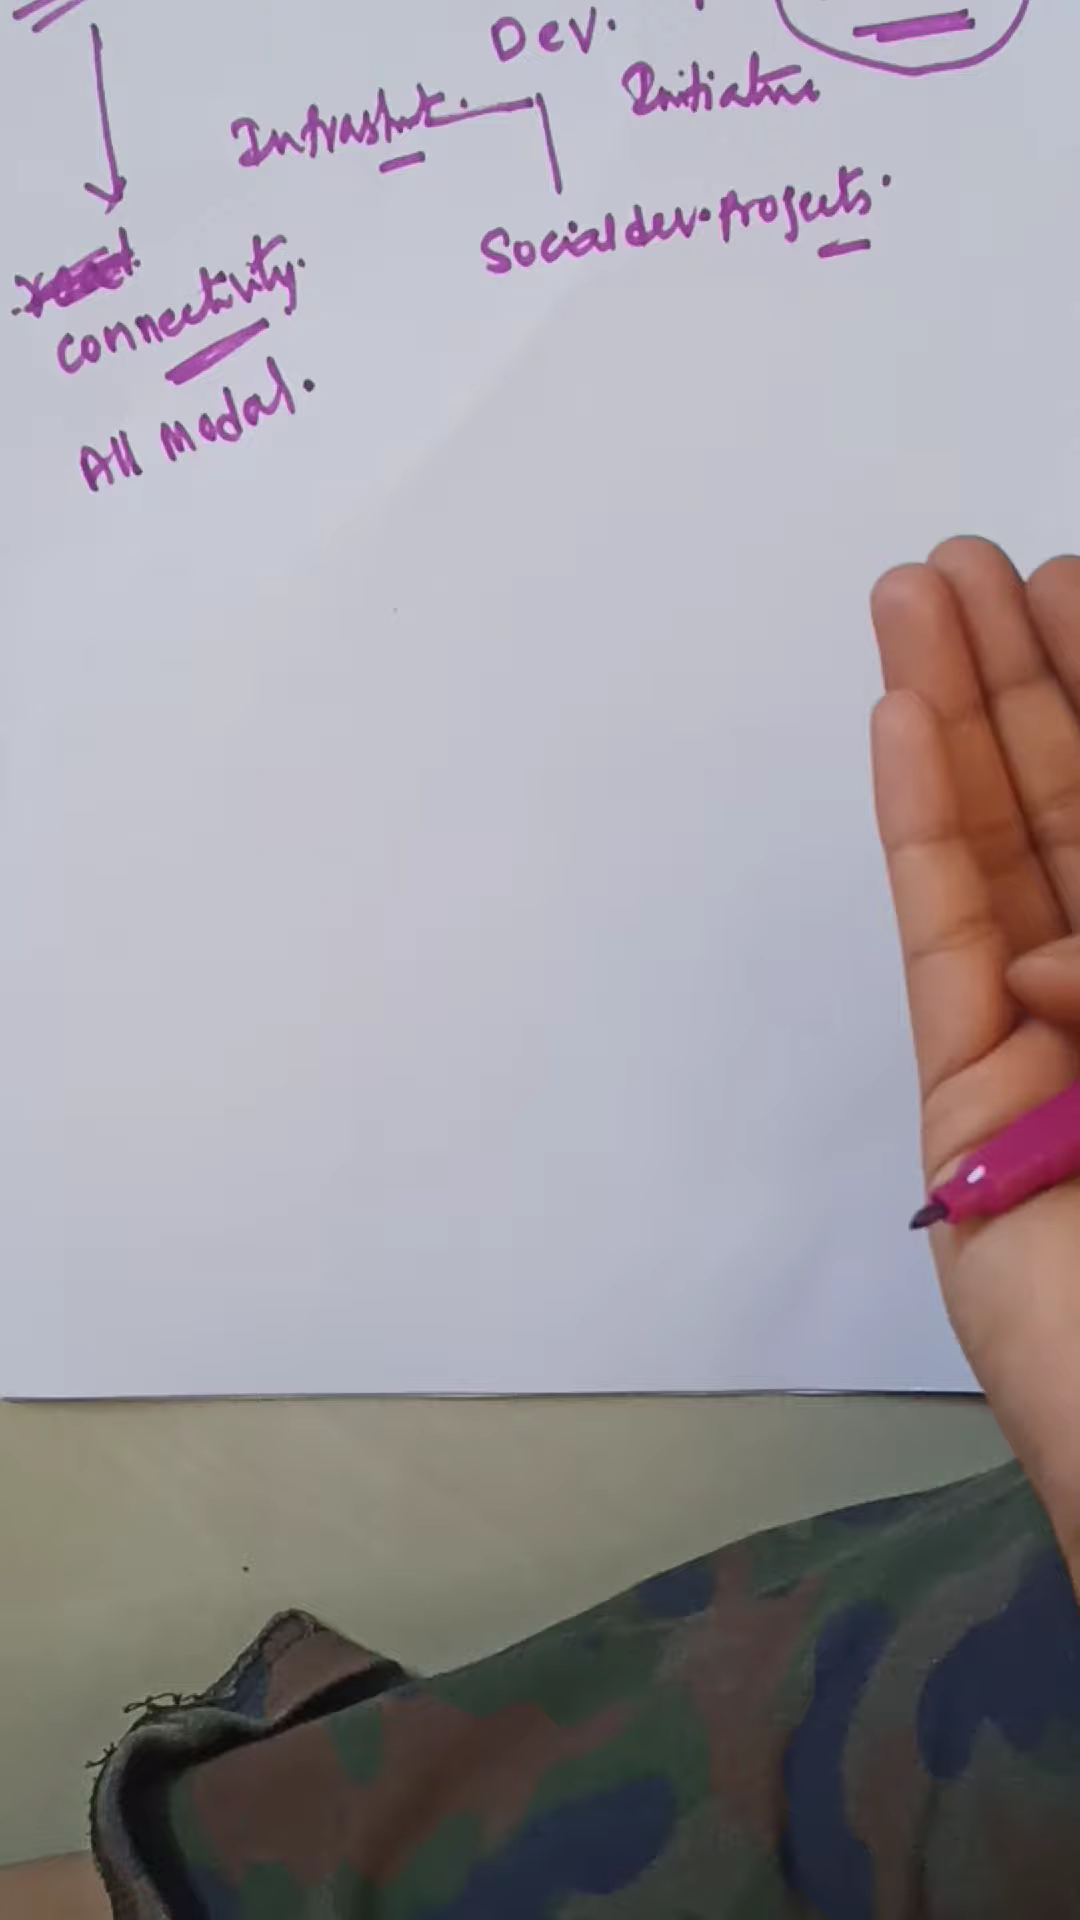 Dev.
Initiative
Infrastruct.
Social dev. projects.
connectivity.
All modal.